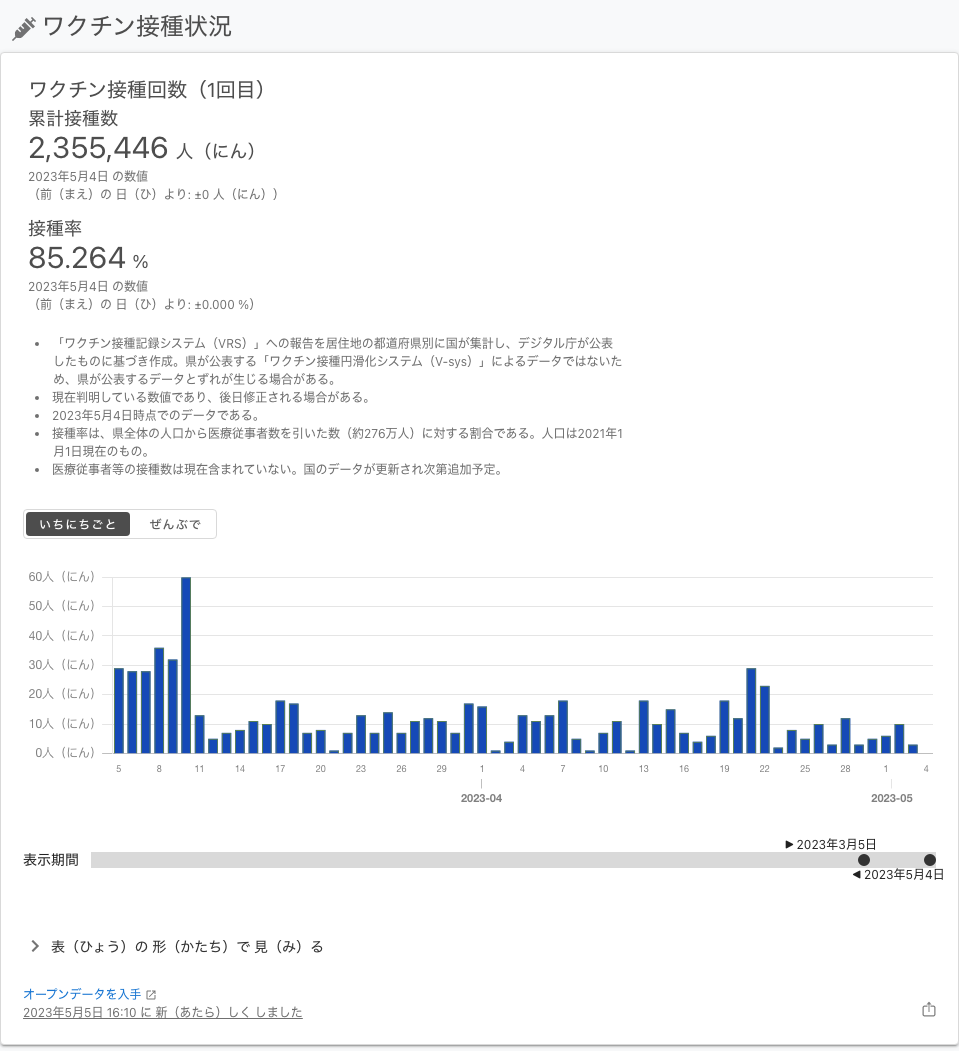 ワクチン接種状況
ワクチン接種回数（1回目）
累計接種数
2,355,446 人（にん）
2023年5月4日 の数値
（前（まえ）の 日（ひ）より: ±0 人（にん））
接種率
85.264 %
2023年5月4日 の数値
（前（まえ）の 日（ひ）より: ±0.000 %）
• 「ワクチン接種記録システム（VRS）」への報告を居住地の都道府県別に国が集計し、デジタル庁が公表
したものに基づき作成。県が公表する「ワクチン接種円滑化システム（V-sys）」によるデータではないた
め、県が公表するデータとずれが生じる場合がある。
• 現在判明している数値であり、後日修正される場合がある。
• 2023年5月4日時点でのデータである。
• 接種率は、県全体の人口から医療従事者数を引いた数（約276万人）に対する割合である。人口は2021年1
月1日現在のもの。
• 医療従事者等の接種数は現在含まれていない。国のデータが更新され次第追加予定。
いちにちごと ぜんぶで
60人（にん）
50人（にん）
40人（にん）
30人（にん）
20人（にん）
10人（にん）
0人（にん）
5 8 11 14 17 20 23 26 29 1 4 7 10 13 16 19 22 25 28 1 4
2023-04 2023-05
▶ 2023年3月5日
表示期間
◀ 2023年5月4日
表（ひょう）の 形（かたち）で 見（み）る
オープンデータを入手
2023年5月5日 16:10 に 新（あたら）しく しました